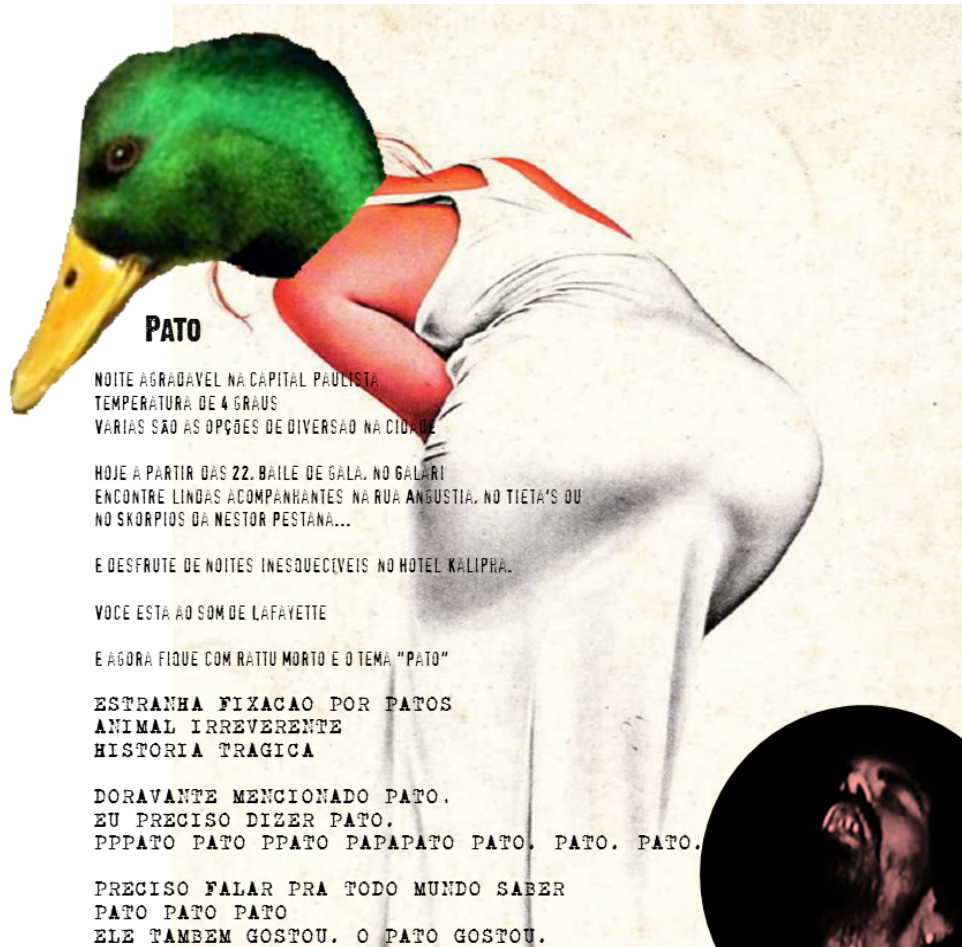 PATO
NOITE AGRADAVEL NA CAPITAL PAULISTA
TEMPERATURA DE 4 GRAUS
VARIAS SÃO AS OPÇÕES DE DIVERSAO NA CIDADE
HOJE A PARTIR DAS 22, BAILE DE GALA, NO GALARI
ENCONTRE LINDAS ACOMPANHANTES NA RUA ANGUSTIA, NO TIETA'S OU
NO SKORPIOS DA NESTOR PESTANA...
E DESFRUTE DE NOITES INESQUECÍVEIS NO HOTEL KALIPHA.
VOCE ESTA AO SOM DE LAFAYETTE
E AGORA FIQUE COM RATTU MORTO E O TEMA "PATO"
ESTRANHA FIXACAO POR PATOS
ANIMAL IRREVERENTE
HISTORIA TRAGICA
DORAVANTE MENCIONADO PATO.
EU PRECISO DIZER PATO.
PPPATO PATO PPATO PAPAPATO PATO. PATO. PATO.
PRECISO FALAR PRA TODO MUNDO SABER
PATO PATO PATO
ELE TAMBEM GOSTOU. O PATO GOSTOU.